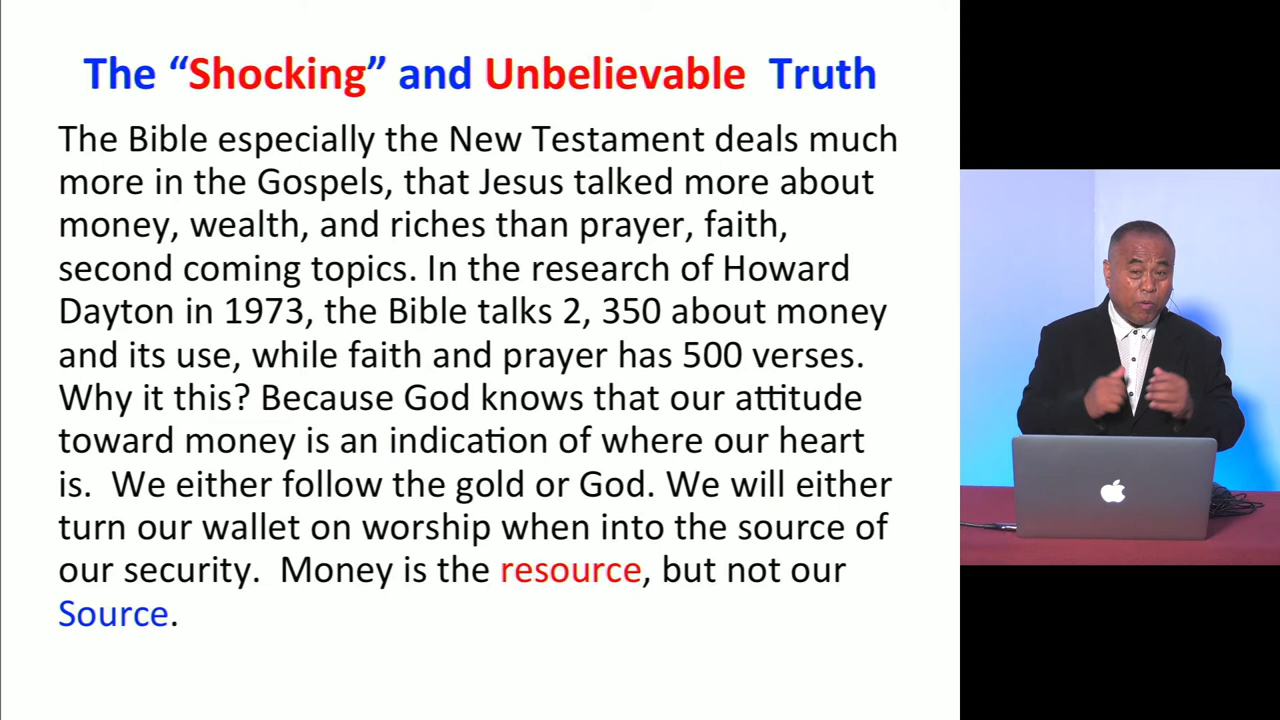 The “Shocking” and Unbelievable Truth
The Bible especially the New Testament deals much
more in the Gospels, that Jesus talked more about
money, wealth, and riches than prayer, faith,
second coming topics. In the research of Howard
Dayton in 1973, the Bible talks 2, 350 about money
and its use, while faith and prayer has 500 verses.
Why it this? Because God knows that our attitude
toward money is an indication of where our heart
is. We either follow the gold or God. We will either
turn our wallet on worship when into the source of
our security. Money is the resource, but not our
Source.